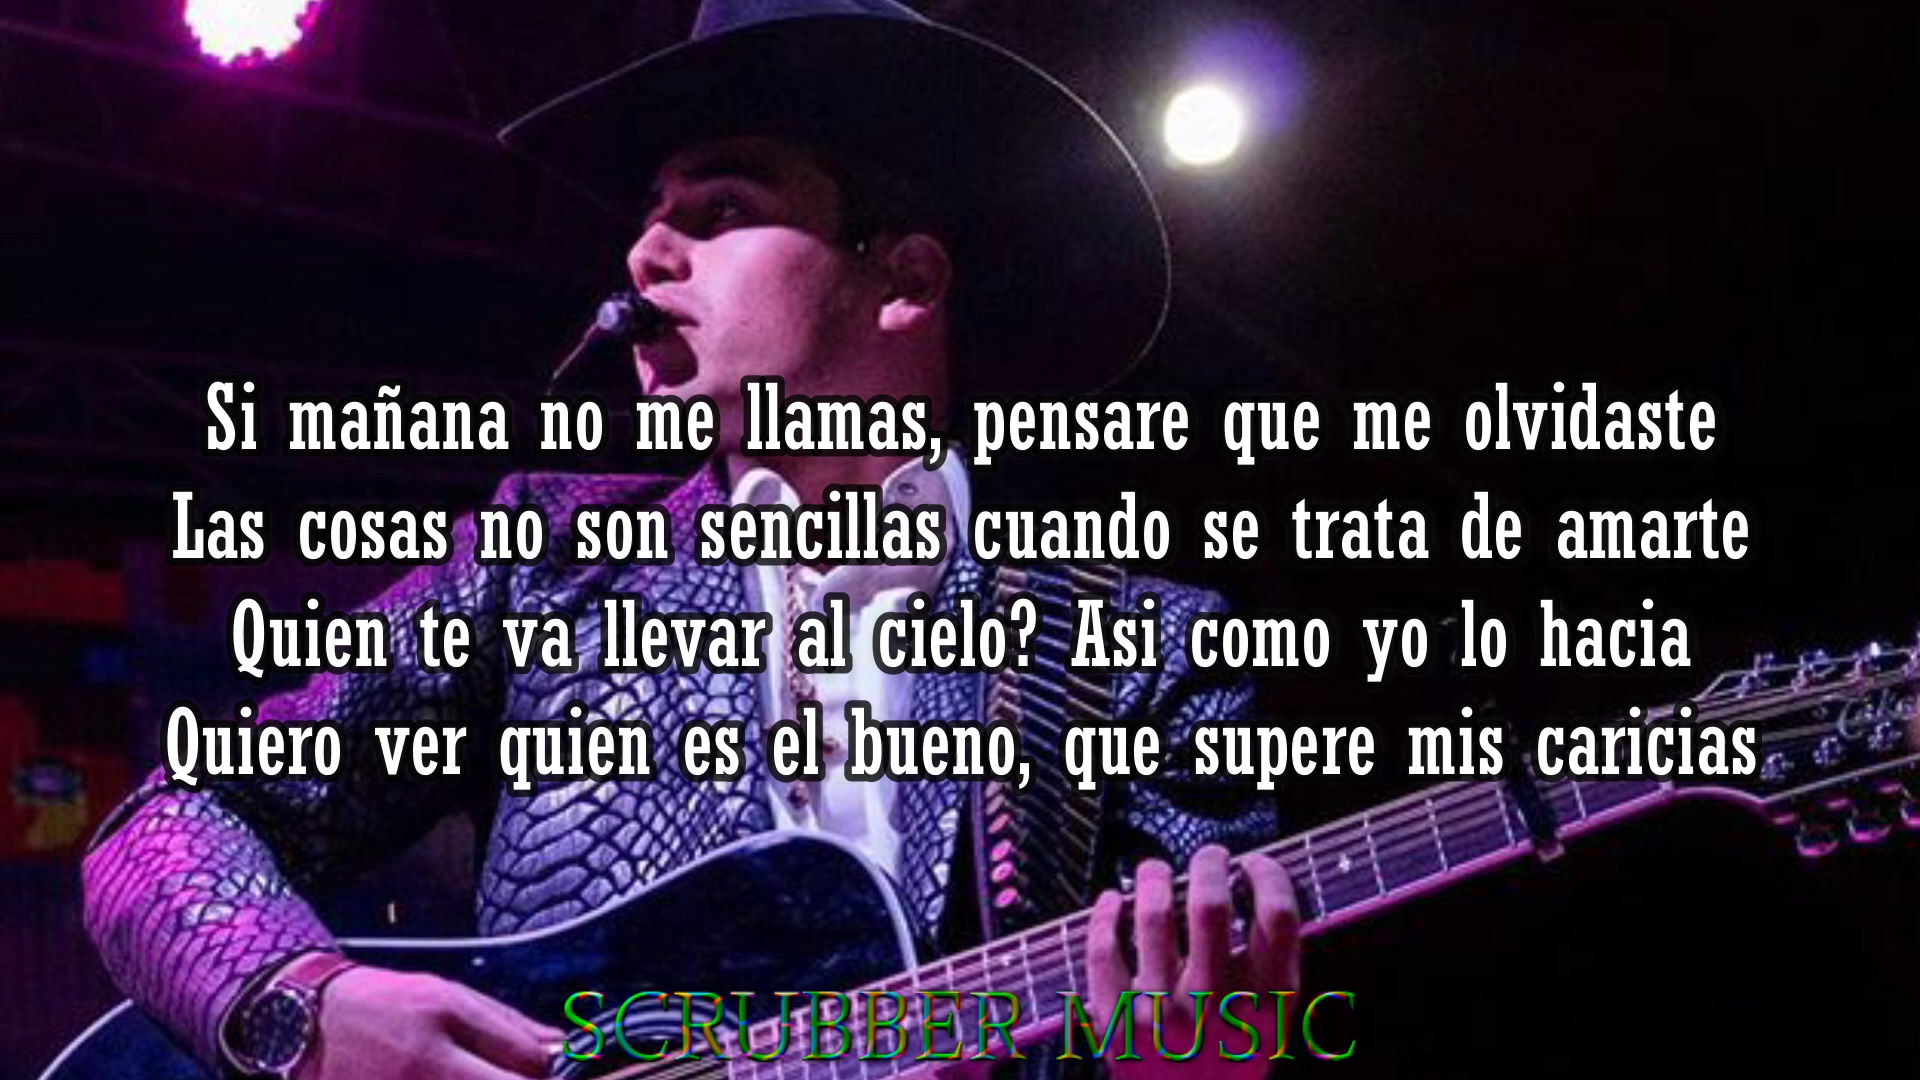 Si mañana no me llamas, pensare que me olvidaste
Las cosas no son sencillas cuando se trata de amarte
Quien te va llevar al cielo? Asi como yo lo hacia
Quiero ver quien es el bueno, que supere mis caricias
SCRUBBER MUSIC